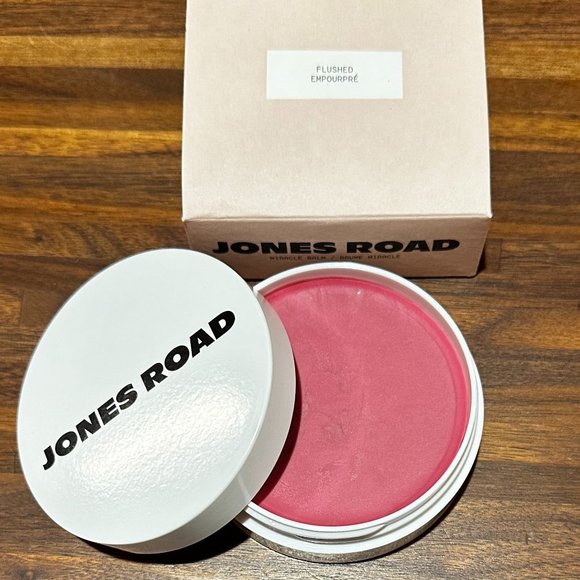 FLUSHED
EMPOURPRÉ
JONES ROAD
MIRACLE BALM / BAUME MIRACLE
JONES ROAD